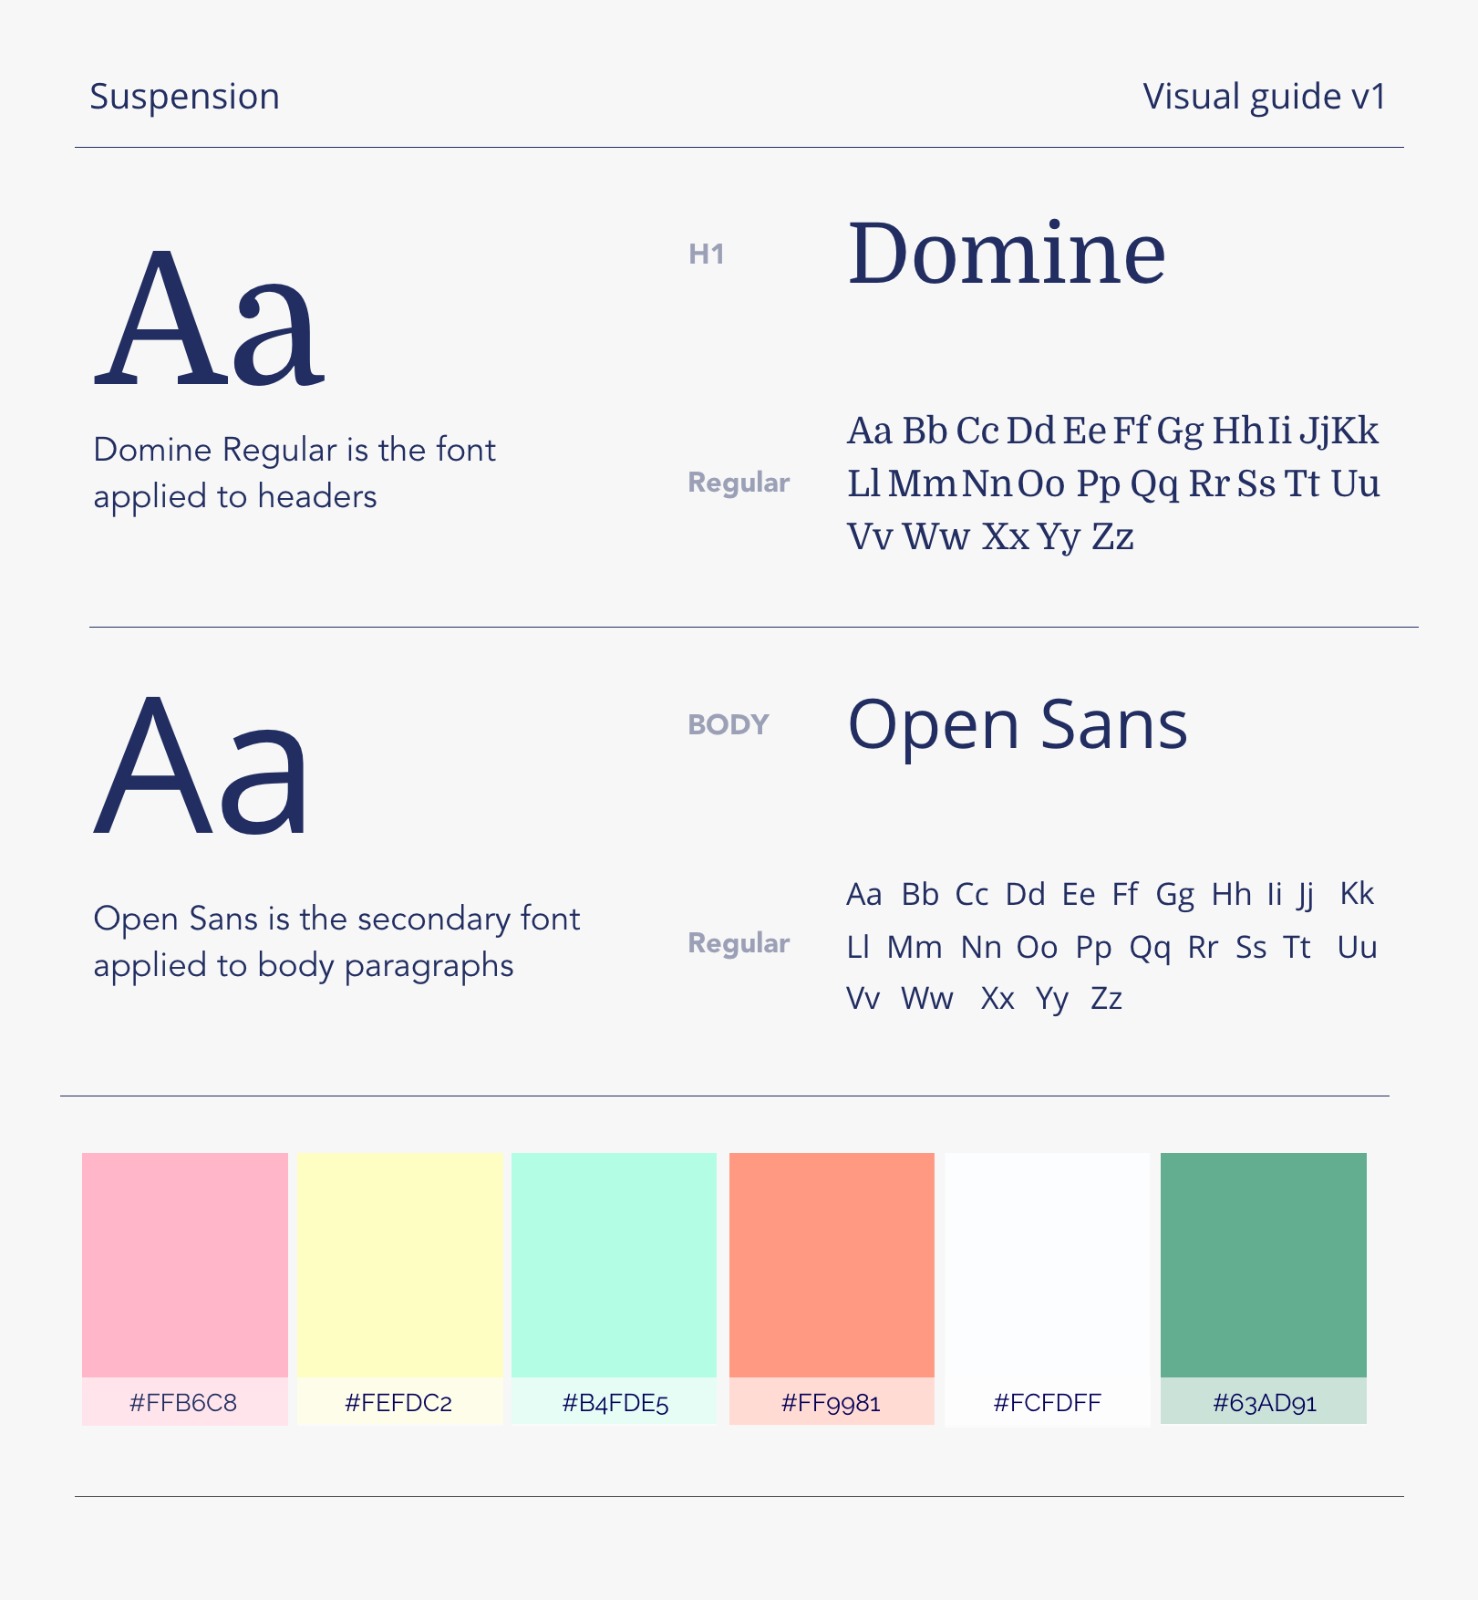 Suspension
Visual guide v1
Aa
Domine Regular is the font
applied to headers
H1
Domine
Regular
Aa Bb Cc Dd Ee Ff Gg Hh Ii Jj Kk
Ll Mm Nn Oo Pp Qq Rr Ss Tt Uu
Vv Ww Xx Yy Zz
Aa
Open Sans is the secondary font
applied to body paragraphs
BODY
Open Sans
Regular
Aa Bb Cc Dd Ee Ff Gg Hh Ii Jj Kk
Ll Mm Nn Oo Pp Qq Rr Ss Tt Uu
Vv Ww Xx Yy Zz
#FFB6C8
#FEFDC2
#B4FDE5
#FF9981
#FCFDFF
#63AD91